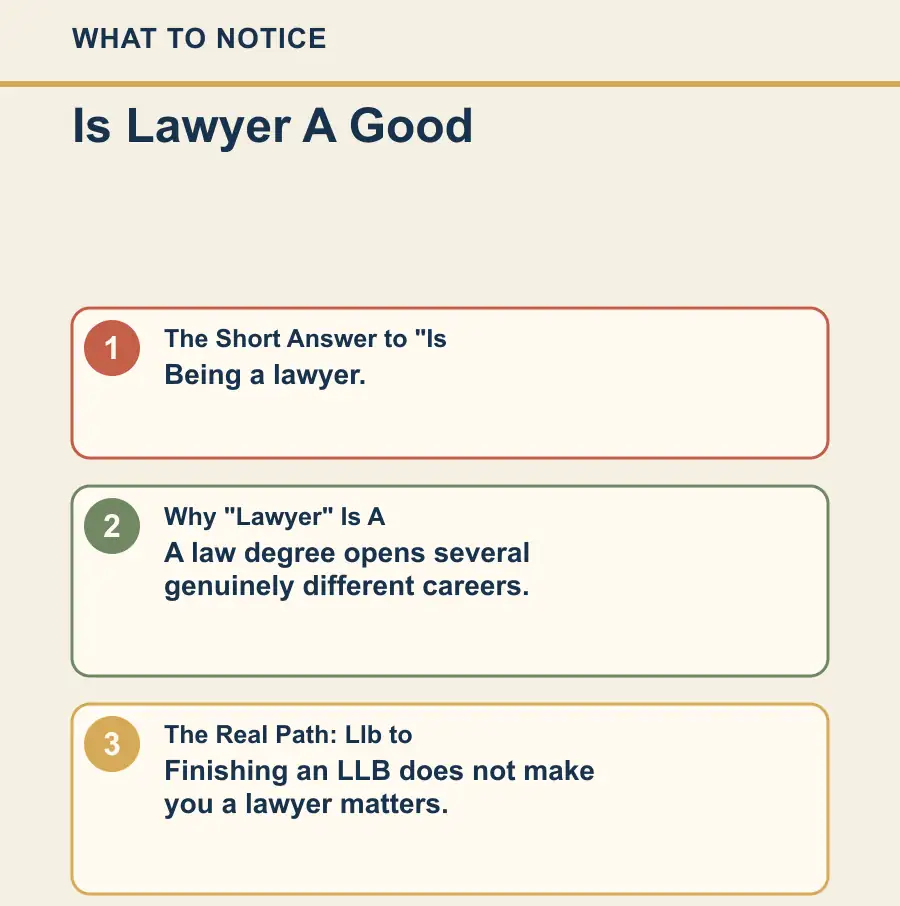 WHAT TO NOTICE
Is Lawyer A Good
1
The Short Answer to "Is
Being a lawyer.
2
Why "Lawyer" Is A
A law degree opens several
genuinely different careers.
3
The Real Path: Llb to
Finishing an LLB does not make
you a lawyer matters.